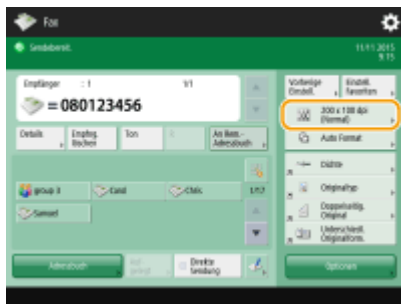 Fax
Sendebereit.
11.11.2015
9.15
Empfänger : 1
1/1
= 080123456
Details
Empfng. löschen
Ton
An Rem.-Adressbuch
group 3
Carol
Chris
1/12
Samuel
Adressbuch
Direkte Sendung
Vorherige Einstell.
Einstell. favoriten
200 x 100 dpi (Normal)
Auto Format
Dichte
Originaltyp
Doppelseitig. Original
Unterschiedl. Originalform.
Optionen